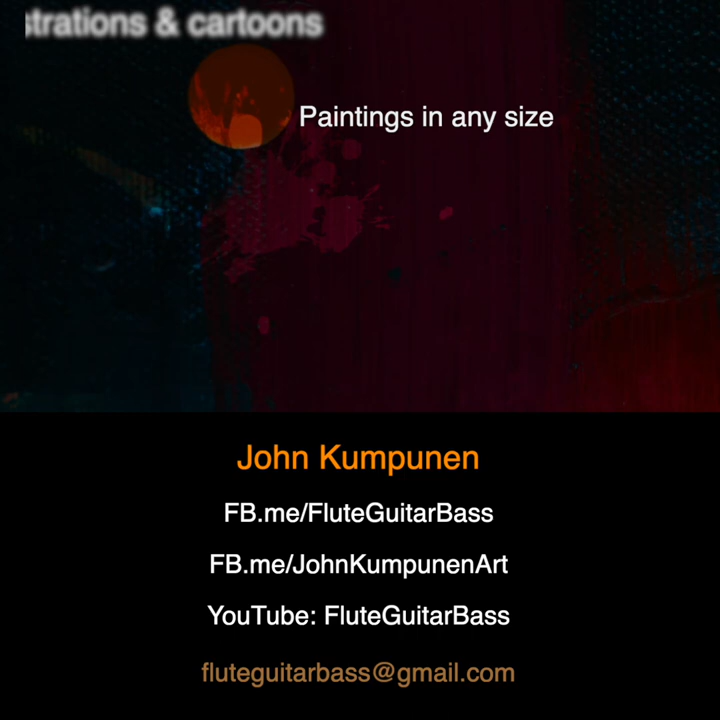 strations & cartoons
Paintings in any size
John Kumpunen
FB.me/FluteGuitarBass
FB.me/JohnKumpunenArt
YouTube: FluteGuitarBass
fluteguitarbass@gmail.com